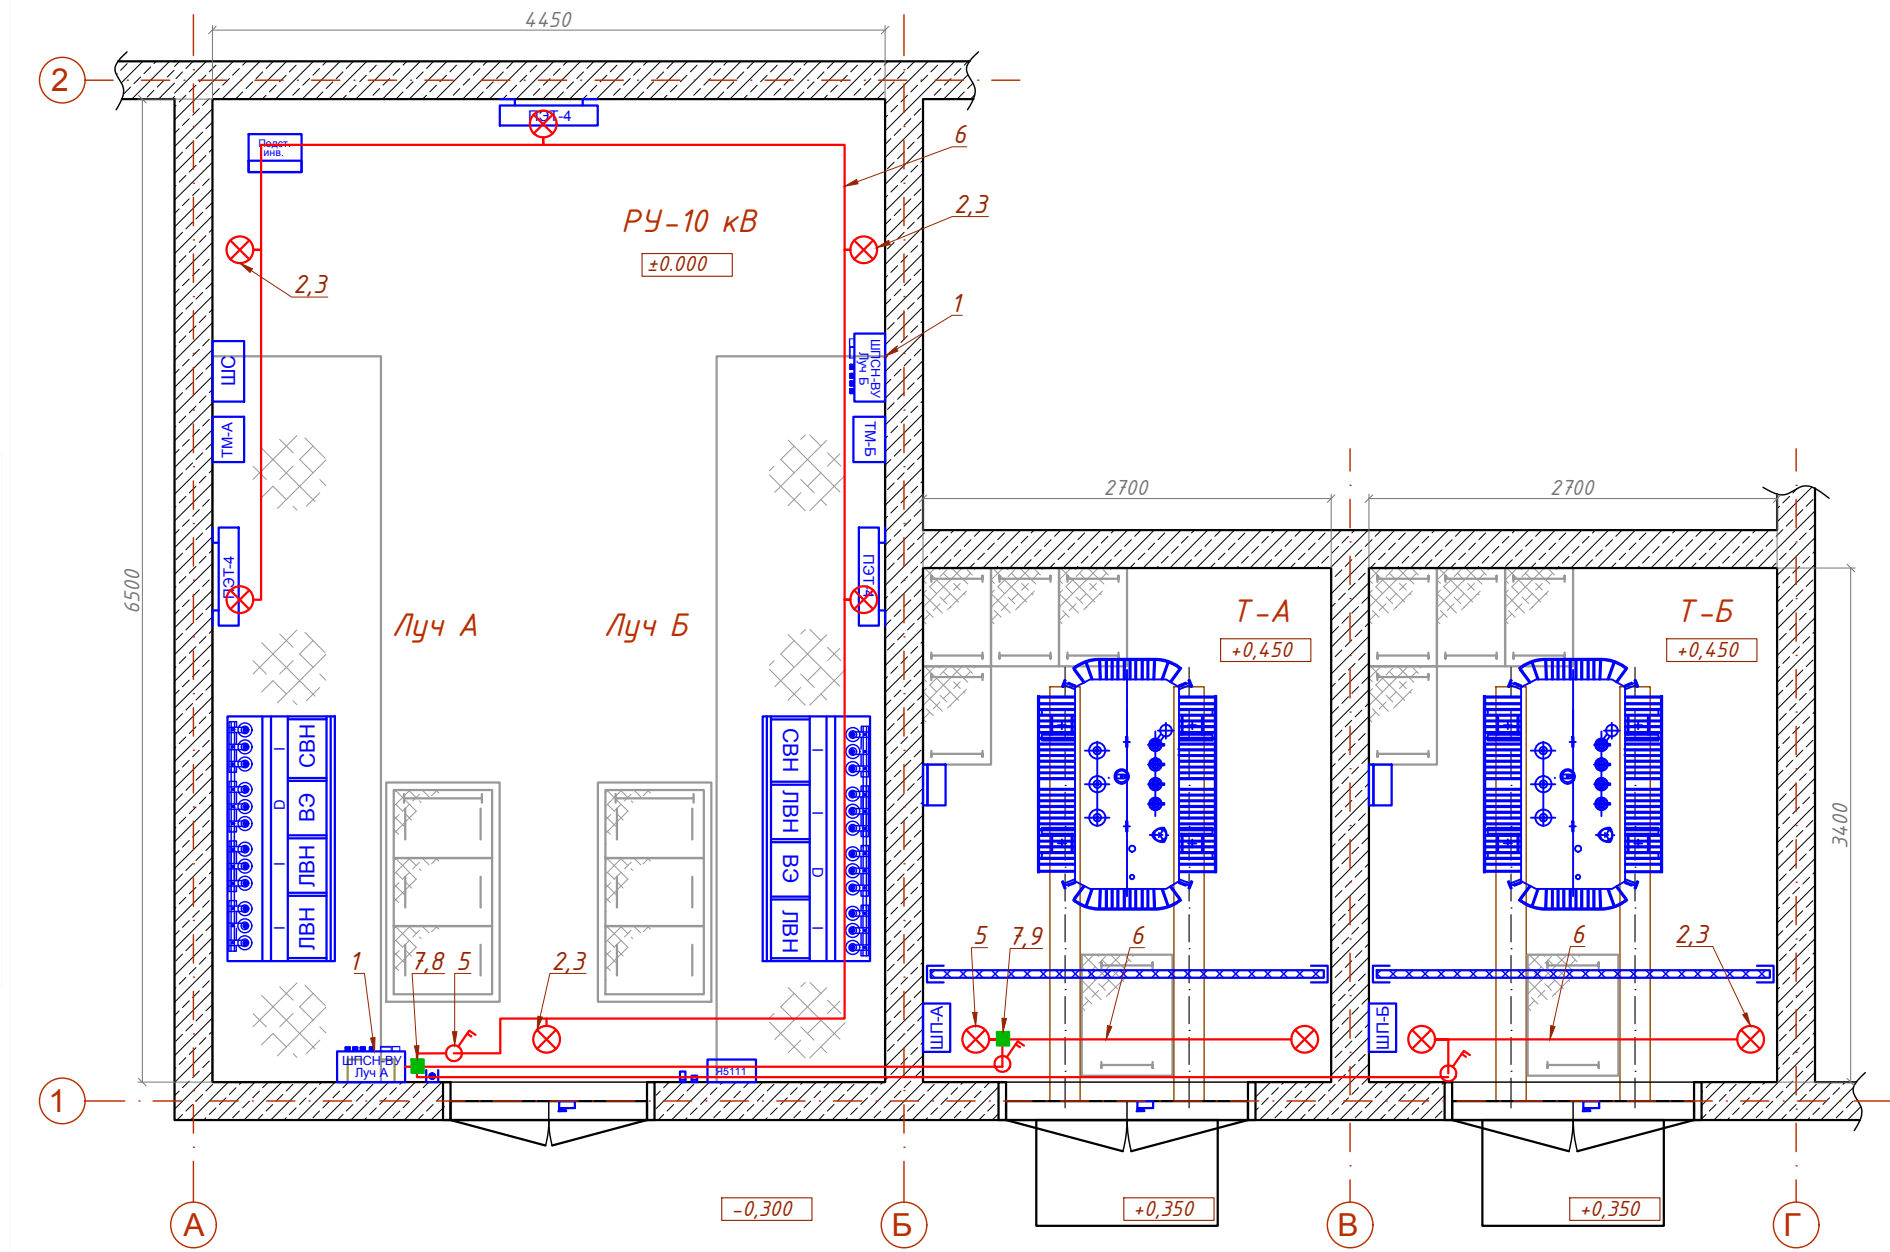 4450
2
ПЭТ-4
Подст.
инв.
6
РУ-10 кВ
±0.000
2,3
2,3
1
ШС
ШПСН-ВУ
Луч Б
ТМ-А
ТМ-Б
2700
2700
6500
ПЭТ-4
ПЭТ-4
Луч А
Луч Б
Т-А
+0,450
Т-Б
+0,450
3400
СВН
ВЭ
ЛВН
ЛВН
I
D
I
I
СВН
ЛВН
ВЭ
ЛВН
I
I
D
I
1
7,8
5
2,3
5
7,9
6
6
2,3
ШП-А
ШП-Б
ШПСН-ВУ
Луч А
Я5111
1
-0,300
+0,350
+0,350
А
Б
В
Г